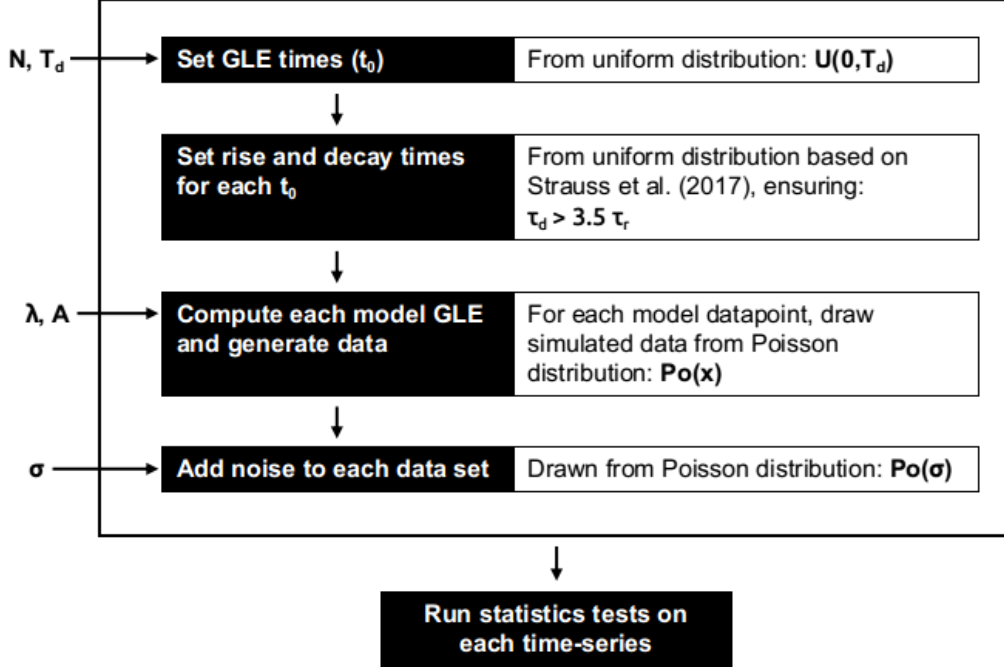 N, T_d
Set GLE times (t₀)
From uniform distribution: U(0,T_d)
Set rise and decay times
for each t₀
From uniform distribution based on
Strauss et al. (2017), ensuring:
τ_d > 3.5 τ_r
λ, A
Compute each model GLE
and generate data
For each model datapoint, draw
simulated data from Poisson
distribution: Po(x)
σ
Add noise to each data set
Drawn from Poisson distribution: Po(σ)
Run statistics tests on
each time-series